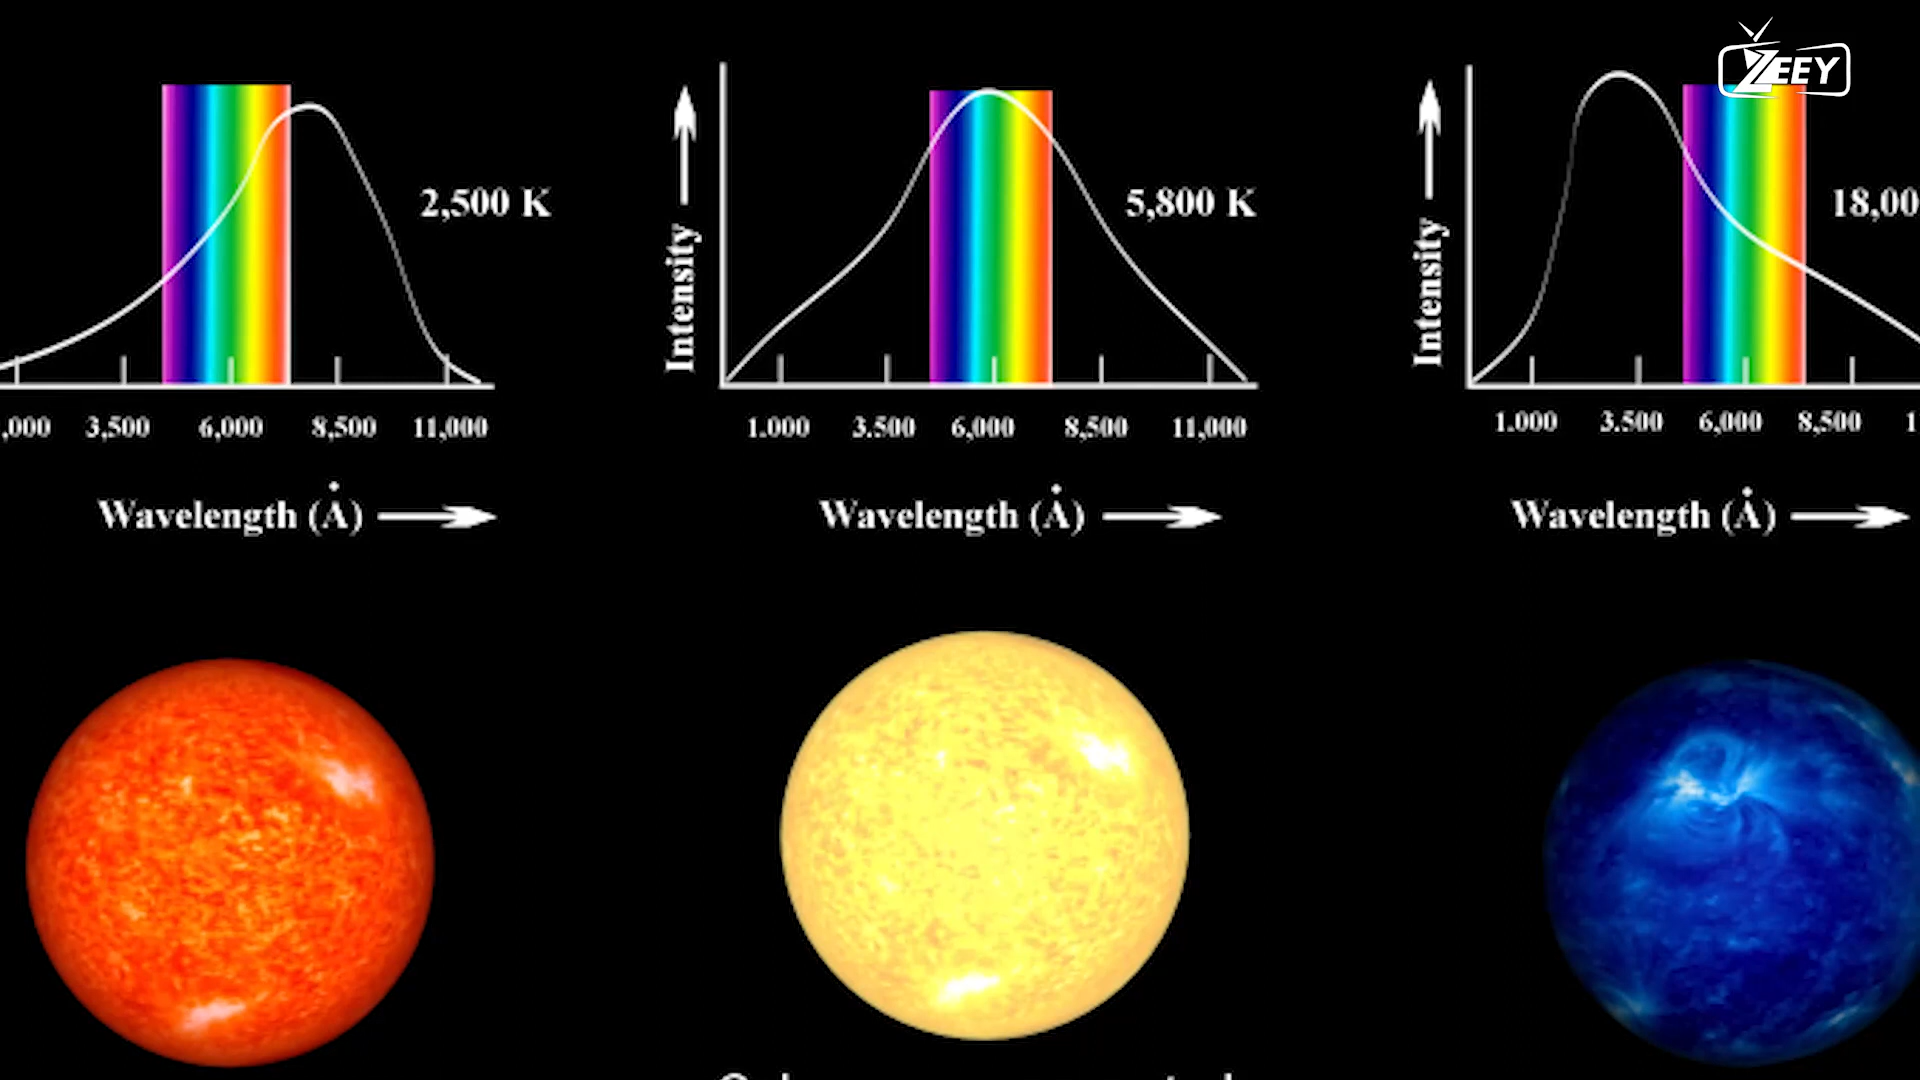 ZEEY
2,500 K
5,800 K
18,00
Intensity
Intensity
,000 3,500 6,000 8,500 11,000
1.000 3.500 6,000 8,500 11,000
1.000 3.500 6,000 8,500 1
Wavelength (Å)
Wavelength (Å)
Wavelength (Å)